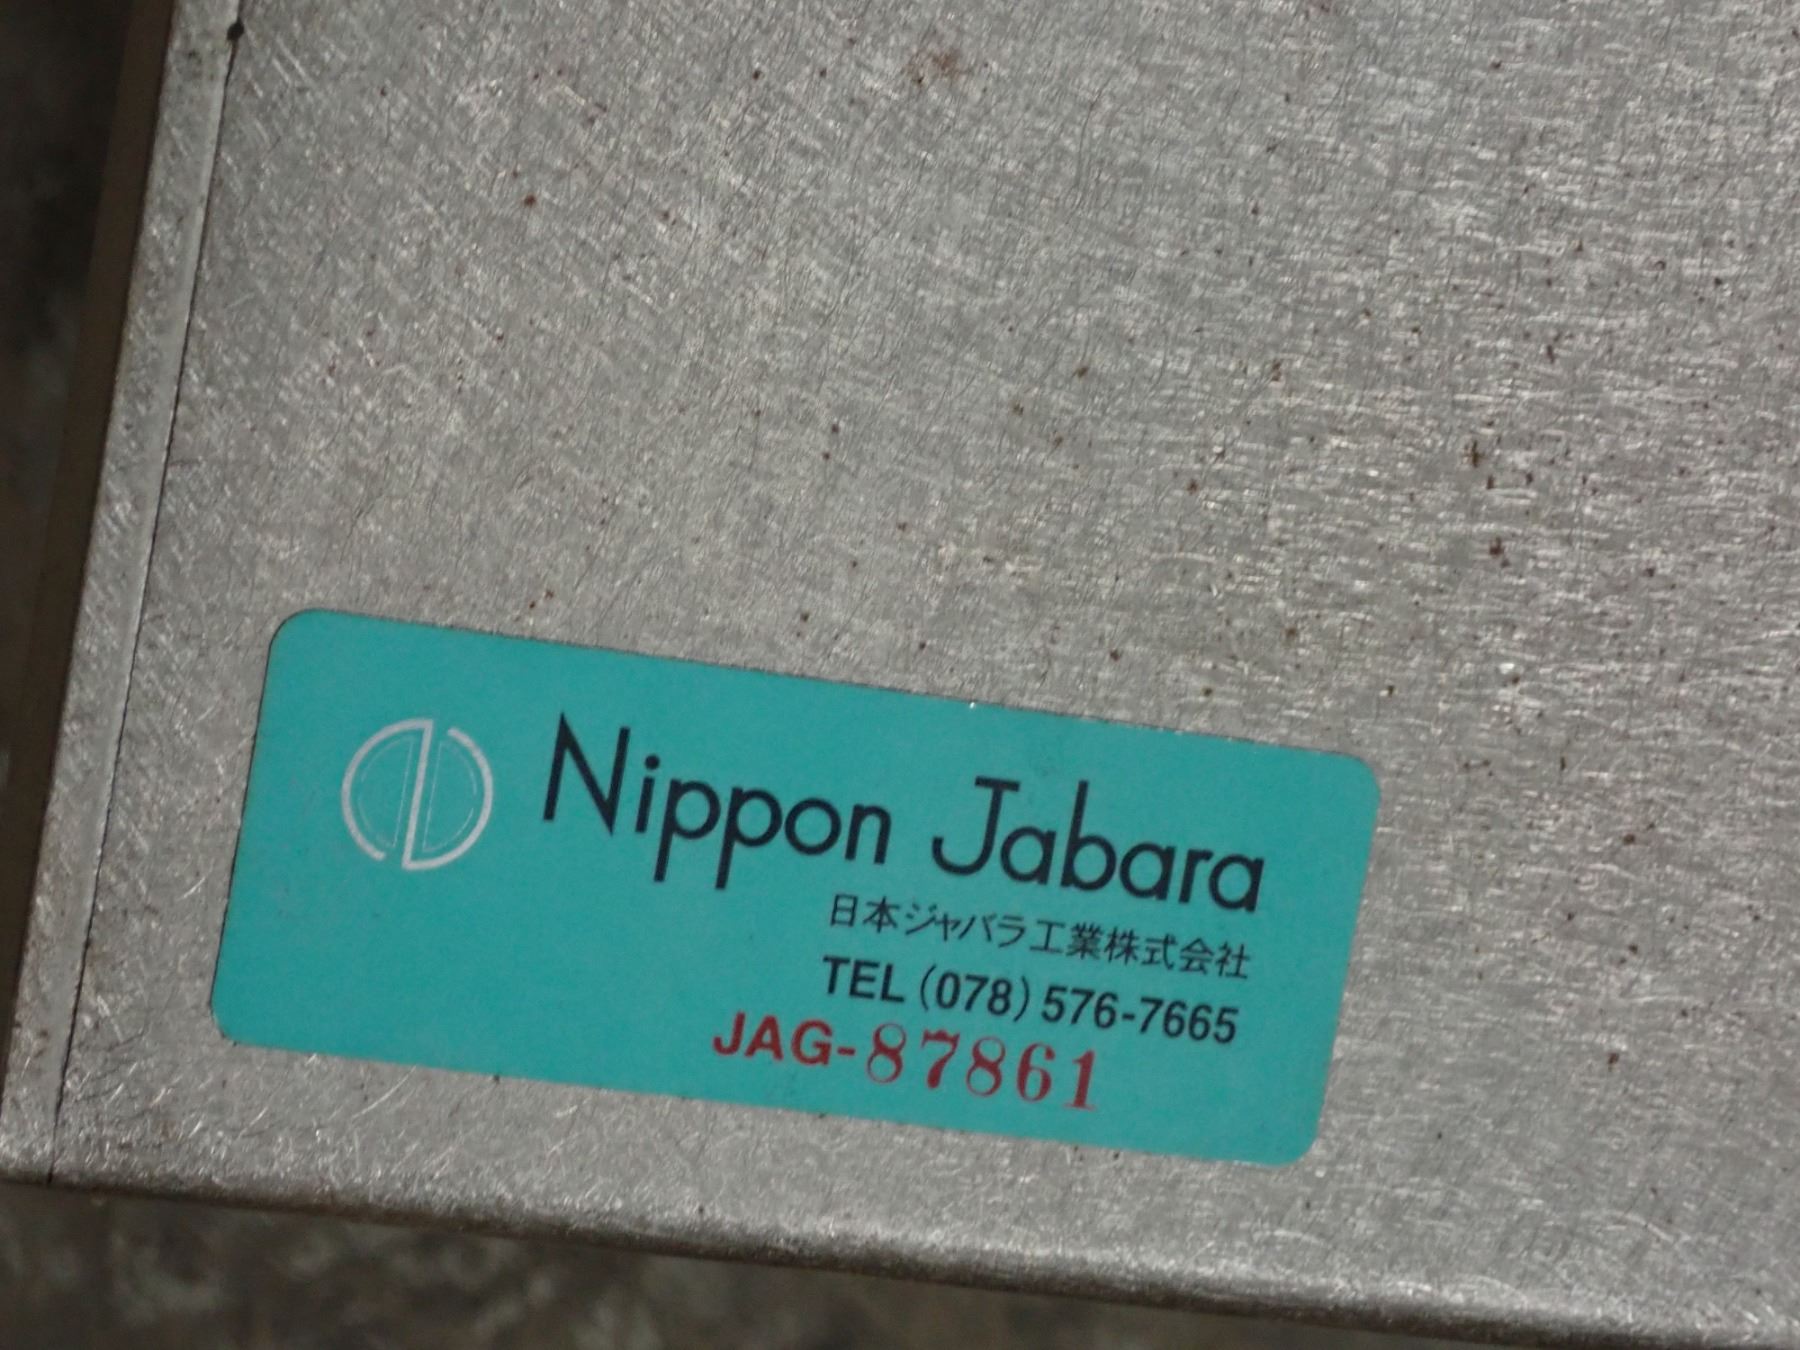 Nippon Jabara
日本ジャバラ工業株式会社
TEL (078) 576-7665
JAG-87861